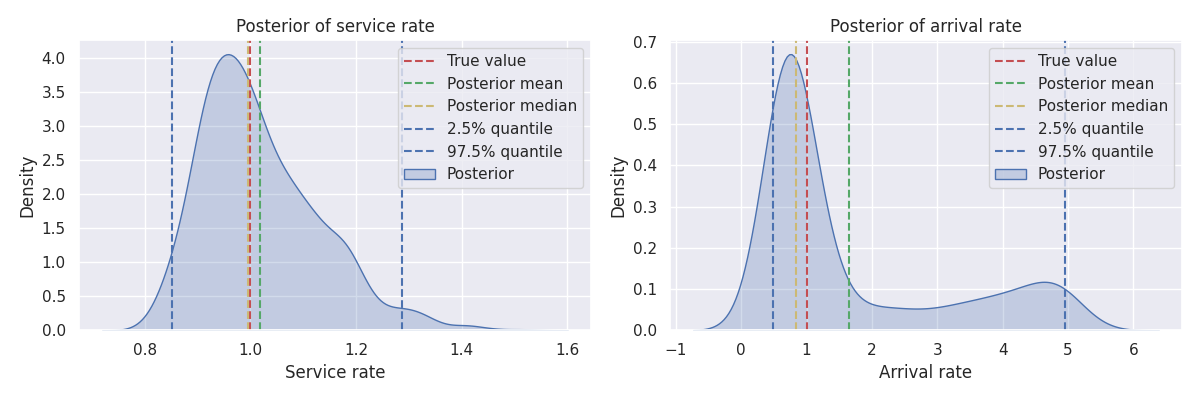 Posterior of service rate
4.0
3.5
3.0
2.5
2.0
1.5
1.0
0.5
0.0
Density
True value
Posterior mean
Posterior median
2.5% quantile
97.5% quantile
Posterior
0.8 1.0 1.2 1.4 1.6
Service rate
Posterior of arrival rate
0.7
0.6
0.5
0.4
0.3
0.2
0.1
0.0
Density
True value
Posterior mean
Posterior median
2.5% quantile
97.5% quantile
Posterior
−1 0 1 2 3 4 5 6
Arrival rate